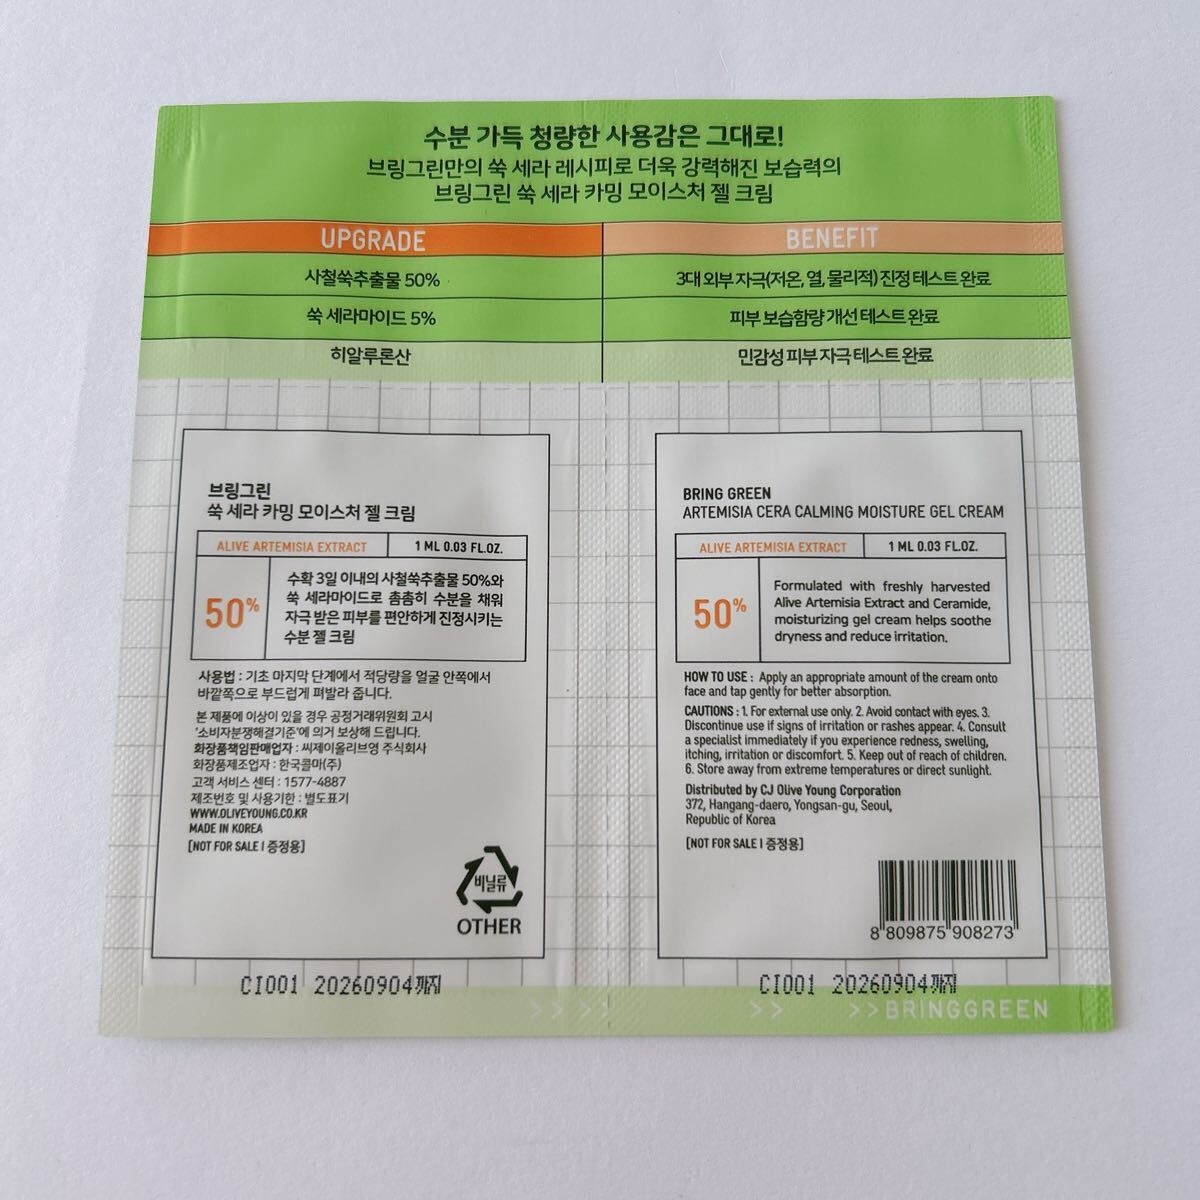 수분 가득 청량한 사용감은 그대로!
브링그린만의 쑥 세라 레시피로 더욱 강력해진 보습력의
브링그린 쑥 세라 카밍 모이스처 젤 크림
UPGRADE
BENEFIT
사철쑥추출물 50%
3대 외부 자극(저온, 열, 물리적) 진정 테스트 완료
쑥 세라마이드 5%
피부 보습함량 개선 테스트 완료
히알루론산
민감성 피부 자극 테스트 완료
브링그린
쑥 세라 카밍 모이스처 젤 크림
ALIVE ARTEMISIA EXTRACT
1 ML 0.03 FL.OZ.
50%
수확 3일 이내의 사철쑥추출물 50%와
쑥 세라마이드로 촘촘히 수분을 채워
자극 받은 피부를 편안하게 진정시키는
수분 젤 크림
사용법 : 기초 마지막 단계에서 적당량을 얼굴 안쪽에서
바깥쪽으로 부드럽게 펴발라 줍니다.
본 제품에 이상이 있을 경우 공정거래위원회 고시
'소비자분쟁해결기준'에 의거 보상해 드립니다.
화장품책임판매업자 : 씨제이올리브영 주식회사
화장품제조업자 : 한국콜마(주)
고객 서비스 센터 : 1577-4887
제조번호 및 사용기한 : 별도표기
WWW.OLIVEYOUNG.CO.KR
MADE IN KOREA
[NOT FOR SALE I 증정용]
비닐류
OTHER
CI001 20260904까지
BRING GREEN
ARTEMISIA CERA CALMING MOISTURE GEL CREAM
ALIVE ARTEMISIA EXTRACT
1 ML 0.03 FL.OZ.
50%
Formulated with freshly harvested
Alive Artemisia Extract and Ceramide,
moisturizing gel cream helps soothe
dryness and reduce irritation.
HOW TO USE : Apply an appropriate amount of the cream onto
face and tap gently for better absorption.
CAUTIONS : 1. For external use only. 2. Avoid contact with eyes. 3.
Discontinue use if signs of irritation or rashes appear. 4. Consult
a specialist immediately if you experience redness, swelling,
itching, irritation or discomfort. 5. Keep out of reach of children.
6. Store away from extreme temperatures or direct sunlight.
Distributed by CJ Olive Young Corporation
372, Hangang-daero, Yongsan-gu, Seoul,
Republic of Korea
[NOT FOR SALE I 증정용]
8 809875 908273
CI001 20260904까지
>> >> >> >>BRINGGREEN